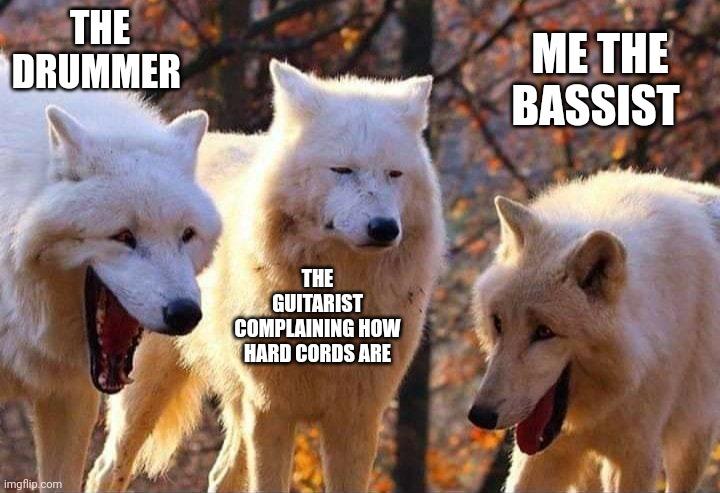 THE
DRUMMER
ME THE
BASSIST
THE
GUITARIST
COMPLAINING HOW
HARD CORDS ARE
imgflip.com